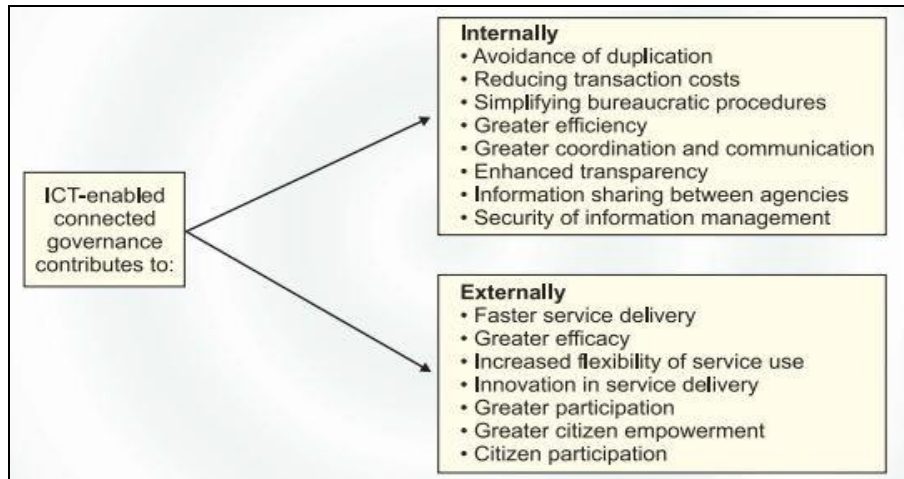 ICT-enabled
connected
governance
contributes to:
Internally
• Avoidance of duplication
• Reducing transaction costs
• Simplifying bureaucratic procedures
• Greater efficiency
• Greater coordination and communication
• Enhanced transparency
• Information sharing between agencies
• Security of information management
Externally
• Faster service delivery
• Greater efficacy
• Increased flexibility of service use
• Innovation in service delivery
• Greater participation
• Greater citizen empowerment
• Citizen participation